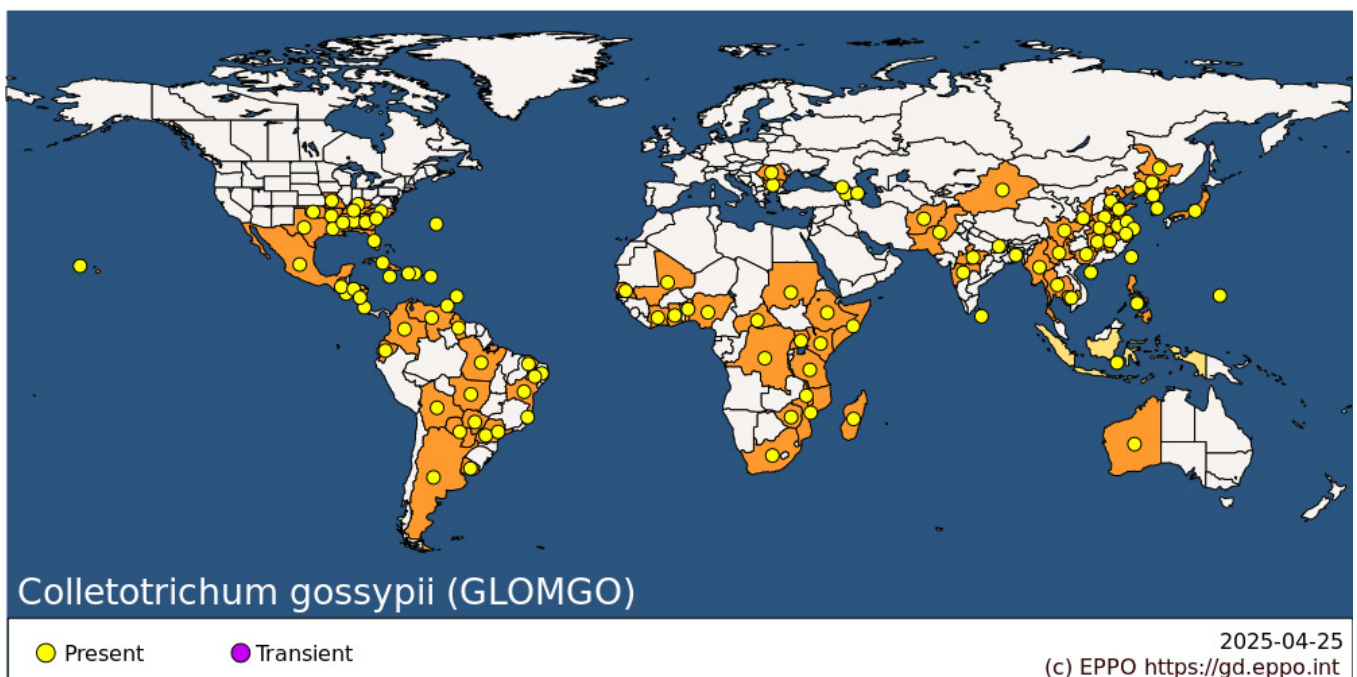 Colletotrichum gossypii (GLOMGO)
Present
Transient
2025-04-25
(c) EPPO https://gd.eppo.int